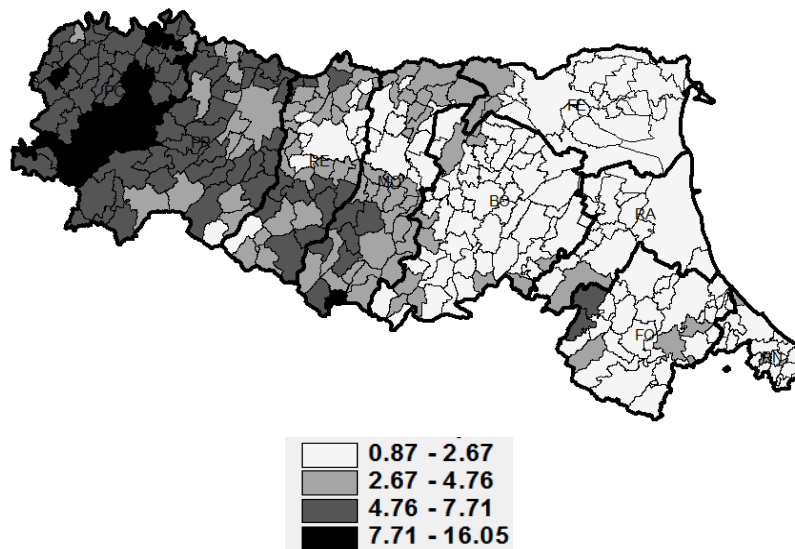 PC
PR
RE
MO
BO
FE
RA
FO
RN
0.87 - 2.67
2.67 - 4.76
4.76 - 7.71
7.71 - 16.05